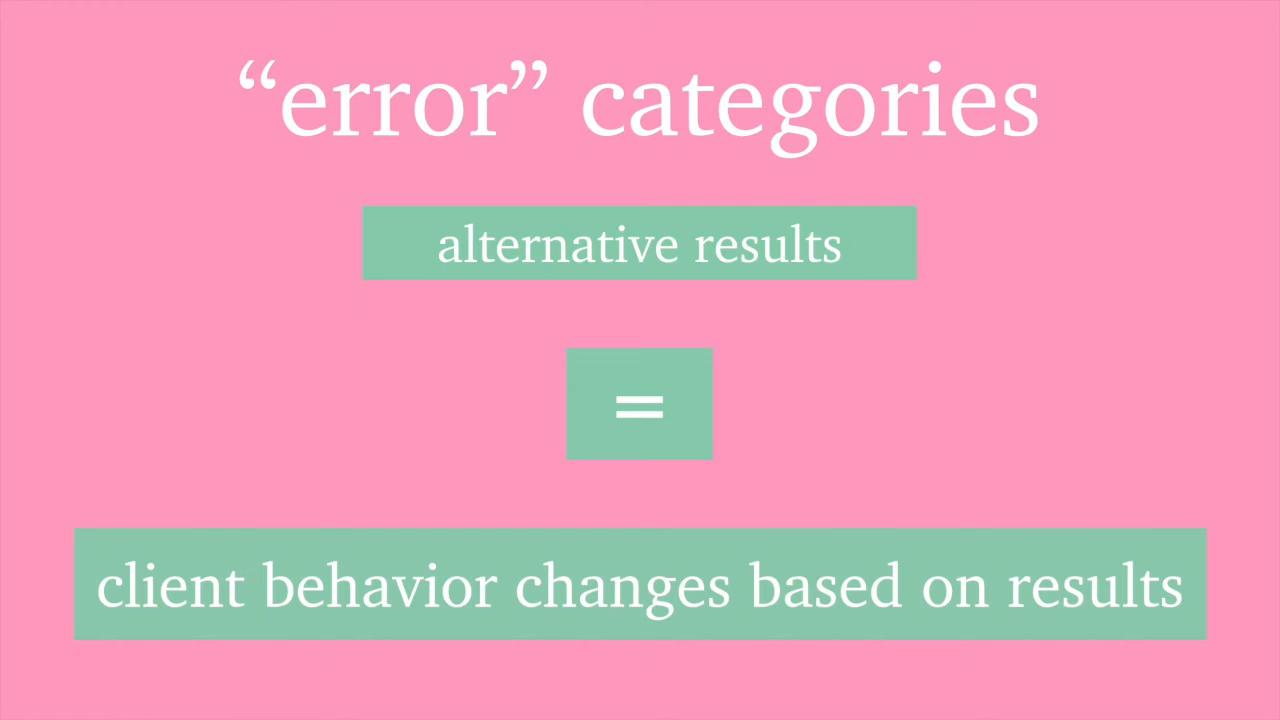 “error” categories
alternative results
=
client behavior changes based on results